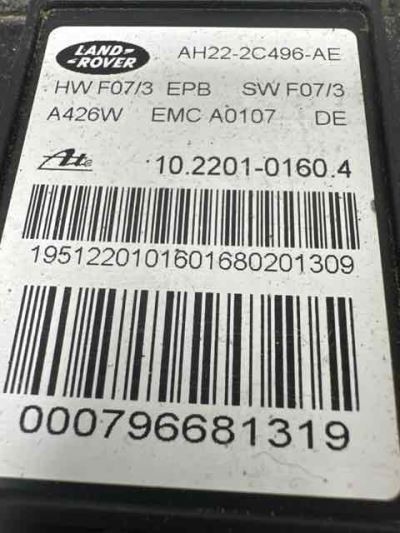 LAND-
-ROVER
AH22-2C496-AE
HW F07/3 EPB SW F07/3
A426W EMC A0107 DE
Ate
10.2201-0160.4
1951220101601680201309
000796681319